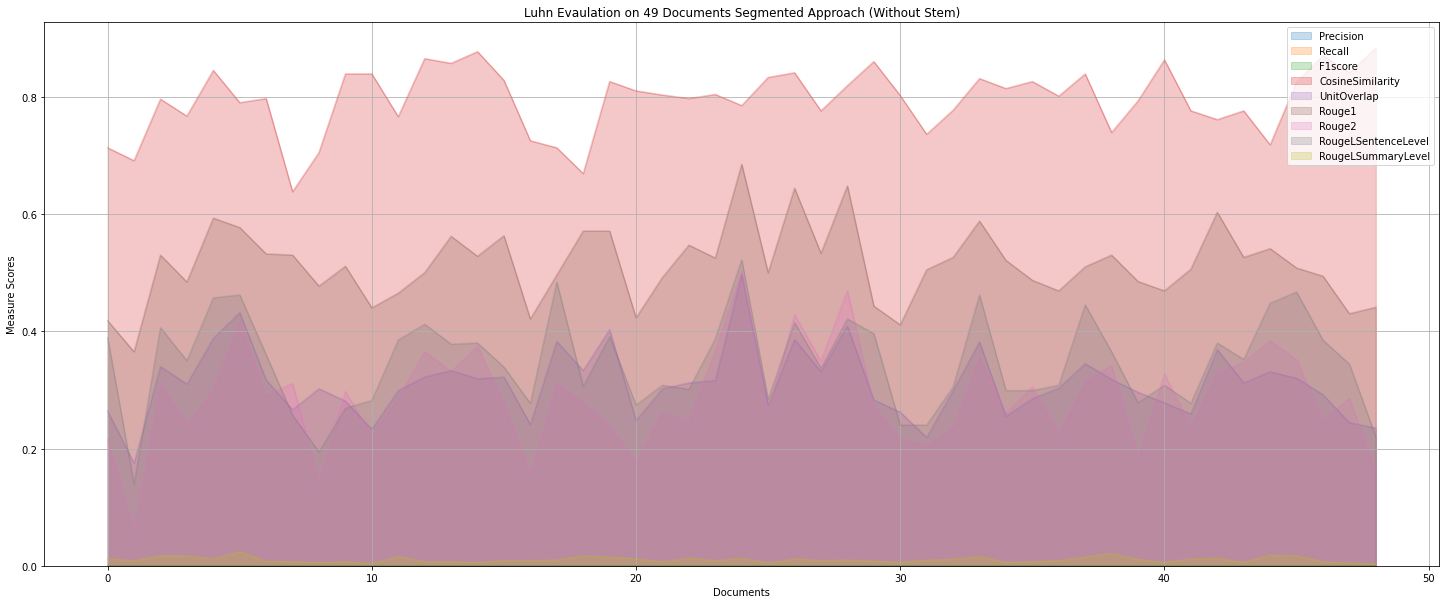 Luhn Evaulation on 49 Documents Segmented Approach (Without Stem)
Precision
Recall
F1score
CosineSimilarity
UnitOverlap
Rouge1
Rouge2
RougeLSentenceLevel
RougeLSummaryLevel
Measure Scores
0.8
0.6
0.4
0.2
0.0
0 10 20 30 40 50
Documents